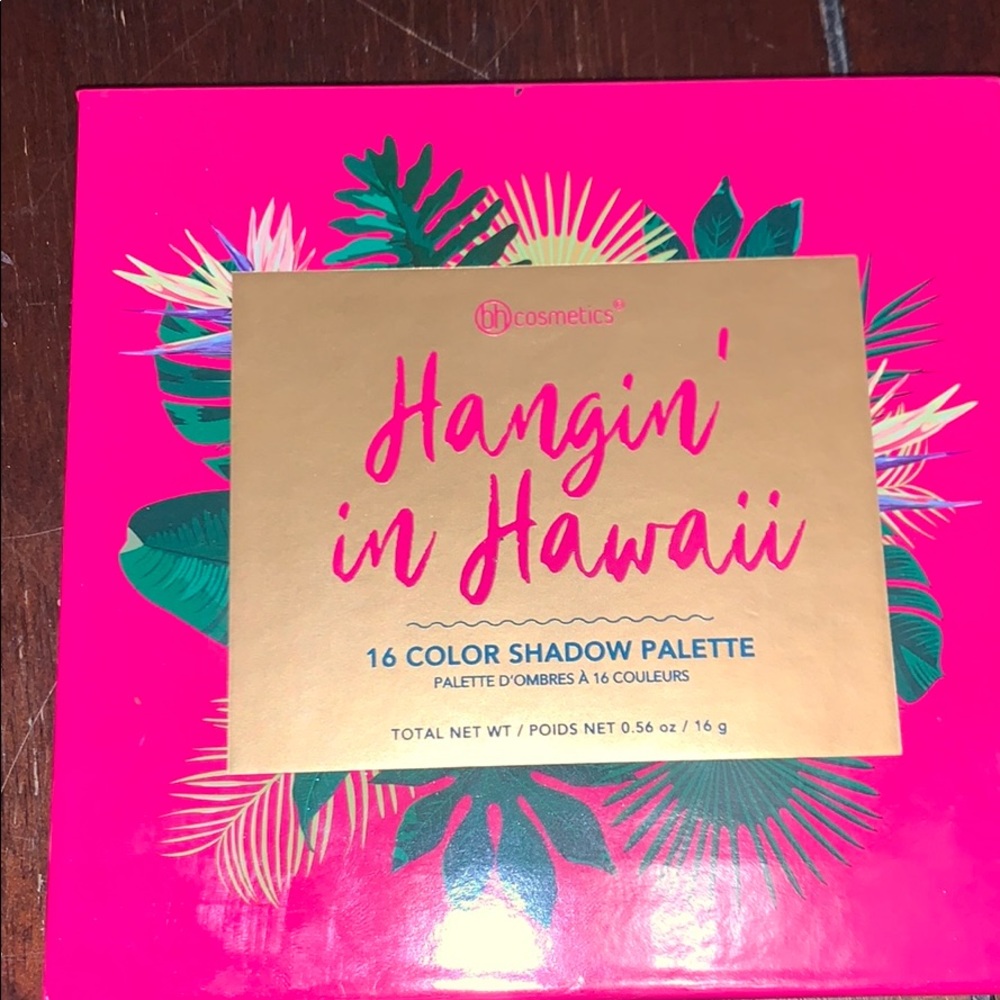 bh cosmetics®
Hangin'
in Hawaii
16 COLOR SHADOW PALETTE
PALETTE D'OMBRES À 16 COULEURS
TOTAL NET WT / POIDS NET 0.56 oz / 16 g